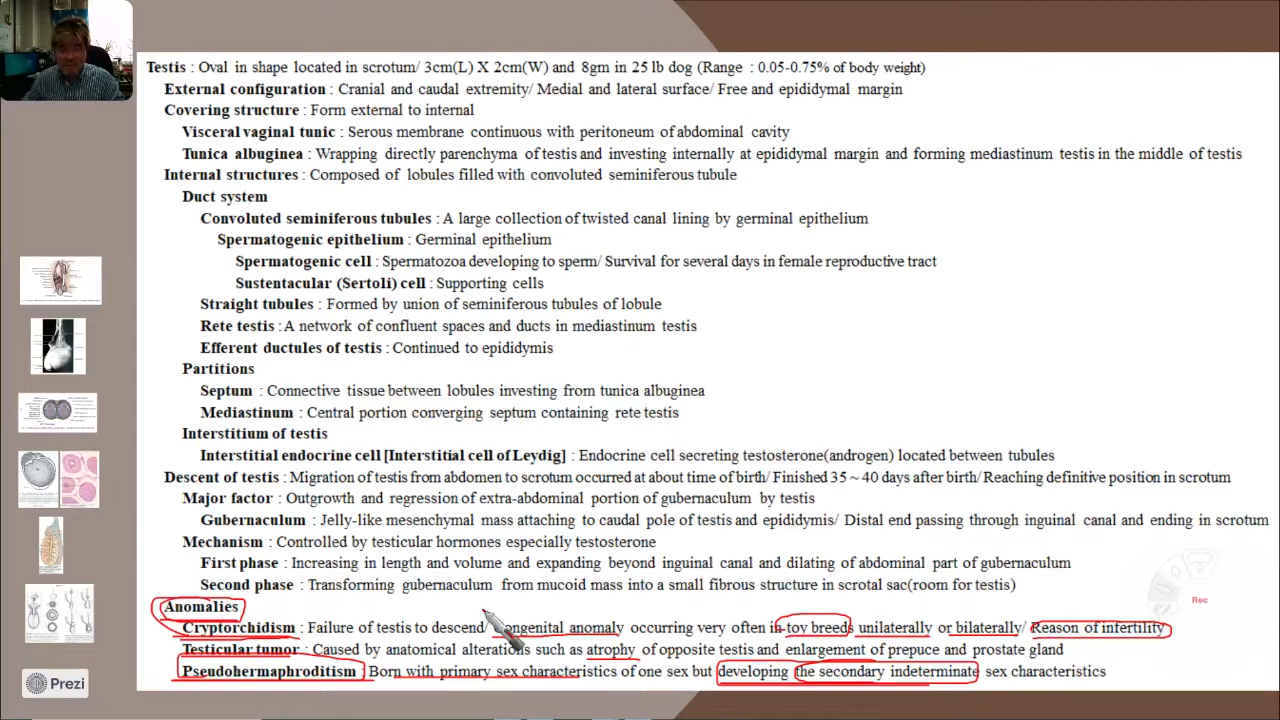 Testis : Oval in shape located in scrotum/ 3cm(L) X 2cm(W) and 8gm in 25 lb dog (Range : 0.05-0.75% of body weight)
External configuration : Cranial and caudal extremity/ Medial and lateral surface/ Free and epididymal margin
Covering structure : Form external to internal
Visceral vaginal tunic : Serous membrane continuous with peritoneum of abdominal cavity
Tunica albuginea : Wrapping directly parenchyma of testis and investing internally at epididymal margin and forming mediastinum testis in the middle of testis
Internal structures : Composed of lobules filled with convoluted seminiferous tubule
Duct system
Convoluted seminiferous tubules : A large collection of twisted canal lining by germinal epithelium
Spermatogenic epithelium : Germinal epithelium
Spermatogenic cell : Spermatozoa developing to sperm/ Survival for several days in female reproductive tract
Sustentacular (Sertoli) cell : Supporting cells
Straight tubules : Formed by union of seminiferous tubules of lobule
Rete testis : A network of confluent spaces and ducts in mediastinum testis
Efferent ductules of testis : Continued to epididymis
Partitions
Septum : Connective tissue between lobules investing from tunica albuginea
Mediastinum : Central portion converging septum containing rete testis
Interstitium of testis
Interstitial endocrine cell [Interstitial cell of Leydig] : Endocrine cell secreting testosterone(androgen) located between tubules
Descent of testis : Migration of testis from abdomen to scrotum occurred at about time of birth/ Finished 35 ~ 40 days after birth/ Reaching definitive position in scrotum
Major factor : Outgrowth and regression of extra-abdominal portion of gubernaculum by testis
Gubernaculum : Jelly-like mesenchymal mass attaching to caudal pole of testis and epididymis/ Distal end passing through inguinal canal and ending in scrotum
Mechanism : Controlled by testicular hormones especially testosterone
First phase : Increasing in length and volume and expanding beyond inguinal canal and dilating of abdominal part of gubernaculum
Second phase : Transforming gubernaculum from mucoid mass into a small fibrous structure in scrotal sac(room for testis)
Anomalies
Cryptorchidism : Failure of testis to descend/ Congenital anomaly occurring very often in toy breeds unilaterally or bilaterally/ Reason of infertility
Testicular tumor : Caused by anatomical alterations such as atrophy of opposite testis and enlargement of prepuce and prostate gland
Pseudohermaphroditism : Born with primary sex characteristics of one sex but developing the secondary indeterminate sex characteristics
Rec
Prezi